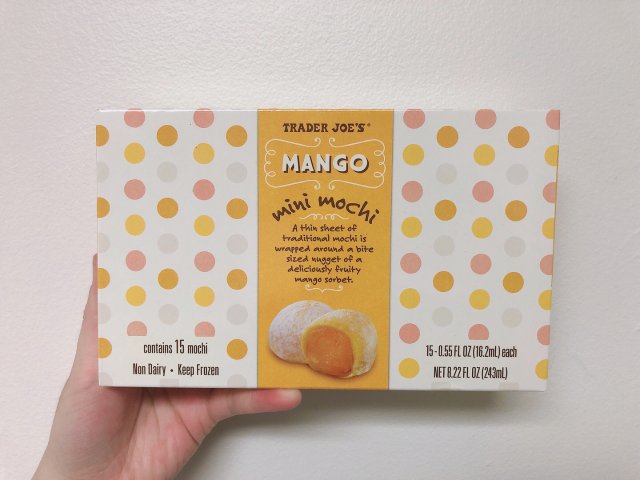 TRADER JOE'S®
MANGO
mini mochi
A thin sheet of
traditional mochi is
wrapped around a bite
sized nugget of a
deliciously fruity
mango sorbet.
contains 15 mochi
Non Dairy • Keep Frozen
15-0.55 FL OZ (16.2mL) each
NET 8.22 FL OZ (243mL)